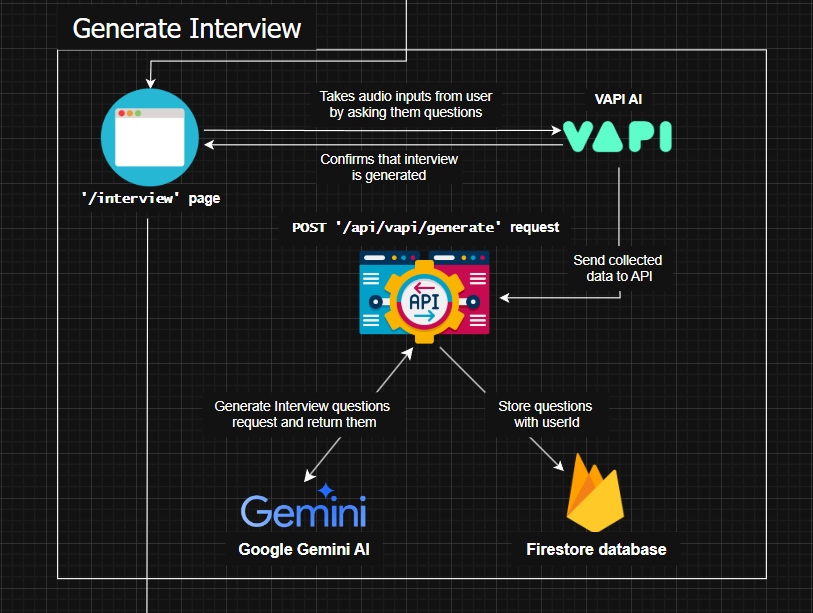 Generate Interview
Takes audio inputs from user
by asking them questions
VAPI AI
VAPI
Confirms that interview
is generated
'/interview' page
POST '/api/vapi/generate' request
Send collected
data to API
API
Generate Interview questions
request and return them
Store questions
with userId
Gemini
Google Gemini AI
Firestore database